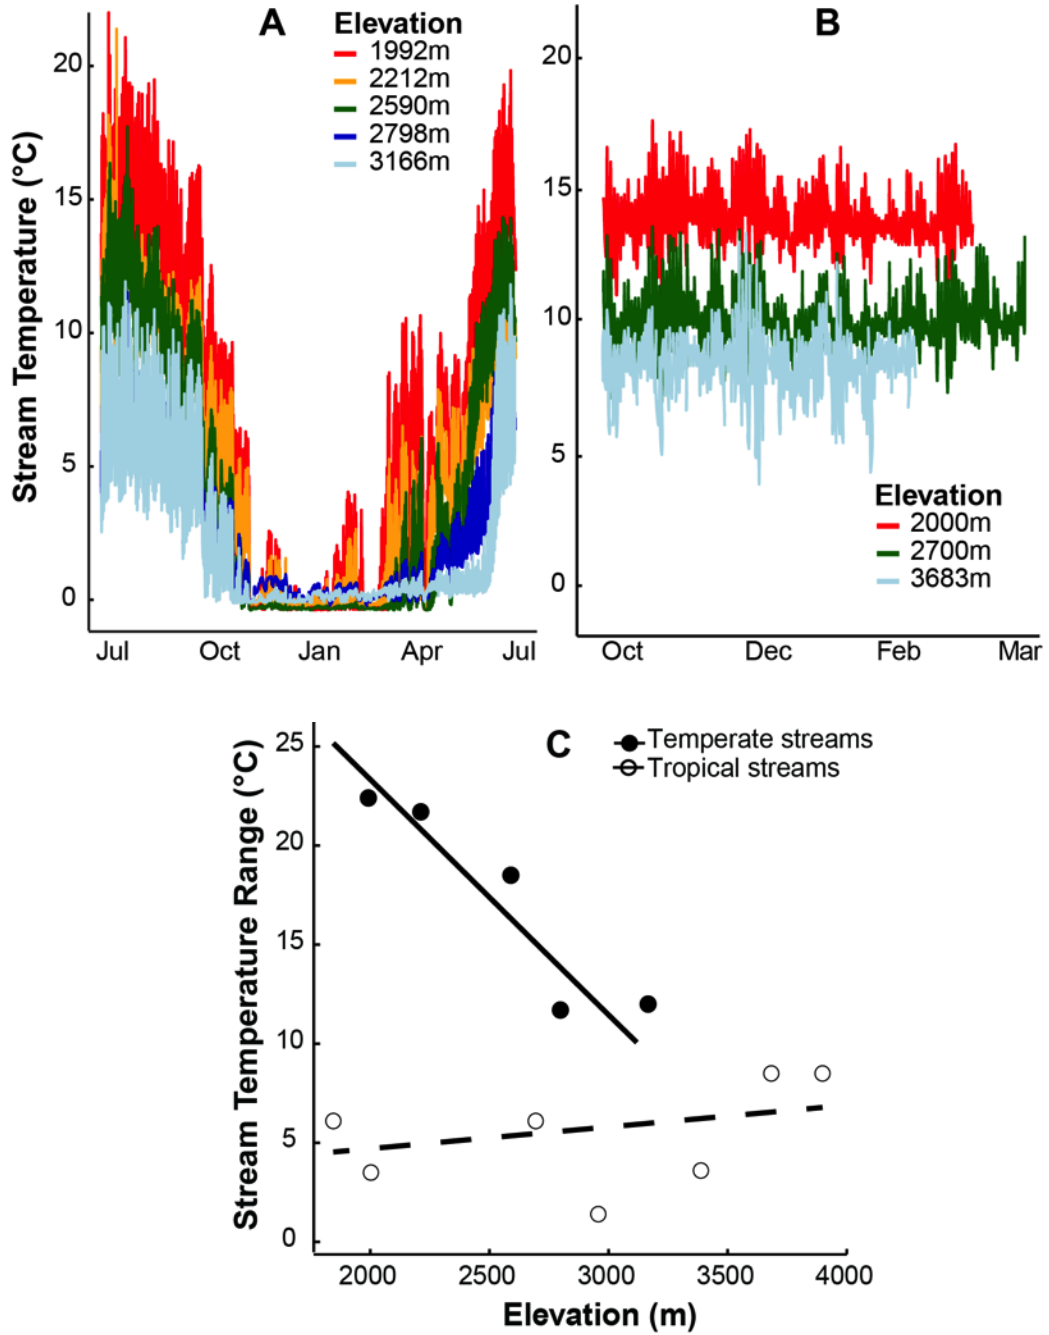 A
Elevation
1992m
2212m
2590m
2798m
3166m
Stream Temperature (°C)
20
15
10
5
0
Jul
Oct
Jan
Apr
Jul
B
20
15
10
5
0
Elevation
2000m
2700m
3683m
Oct
Dec
Feb
Mar
C
Temperate streams
Tropical streams
Stream Temperature Range (°C)
25
20
15
10
5
0
2000
2500
3000
3500
4000
Elevation (m)